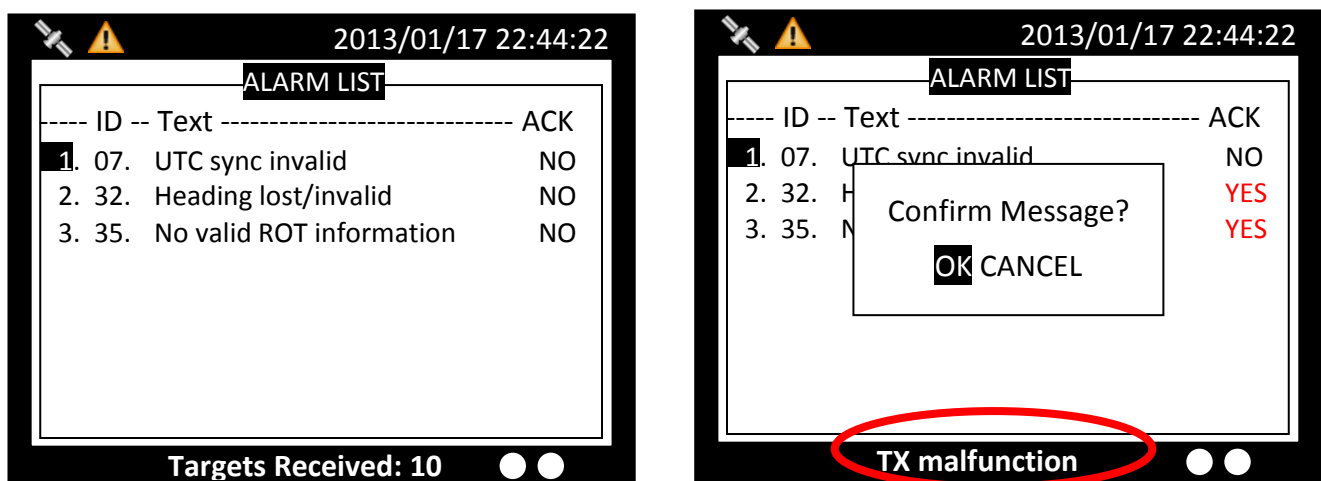 2013/01/17 22:44:22
ALARM LIST
----- ID -- Text ------------------------------ ACK
1. 07. UTC sync invalid NO
2. 32. Heading lost/invalid NO
3. 35. No valid ROT information NO
Targets Received: 10
2013/01/17 22:44:22
ALARM LIST
----- ID -- Text ------------------------------ ACK
1. 07. UTC sync invalid NO
2. 32. H YES
3. 35. N YES
Confirm Message?
OK CANCEL
TX malfunction